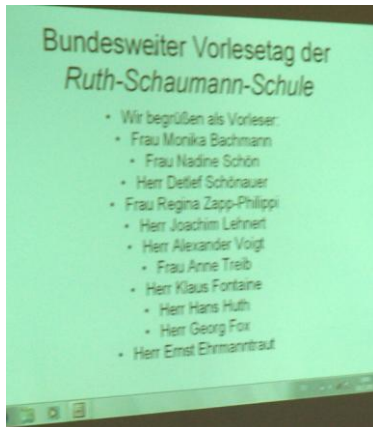 Bundesweiter Vorlesetag der
Ruth-Schaumann-Schule
• Wir begrüßen als Vorleser:
• Frau Monika Bachmann
• Frau Nadine Schön
• Herr Detlef Schönauer
• Frau Regina Zapp-Philippi
• Herr Joachim Lehnert
• Herr Alexander Voigt
• Frau Anne Treib
• Herr Klaus Fontaine
• Herr Hans Huth
• Herr Georg Fox
• Herr Ernst Ehrmanntraut